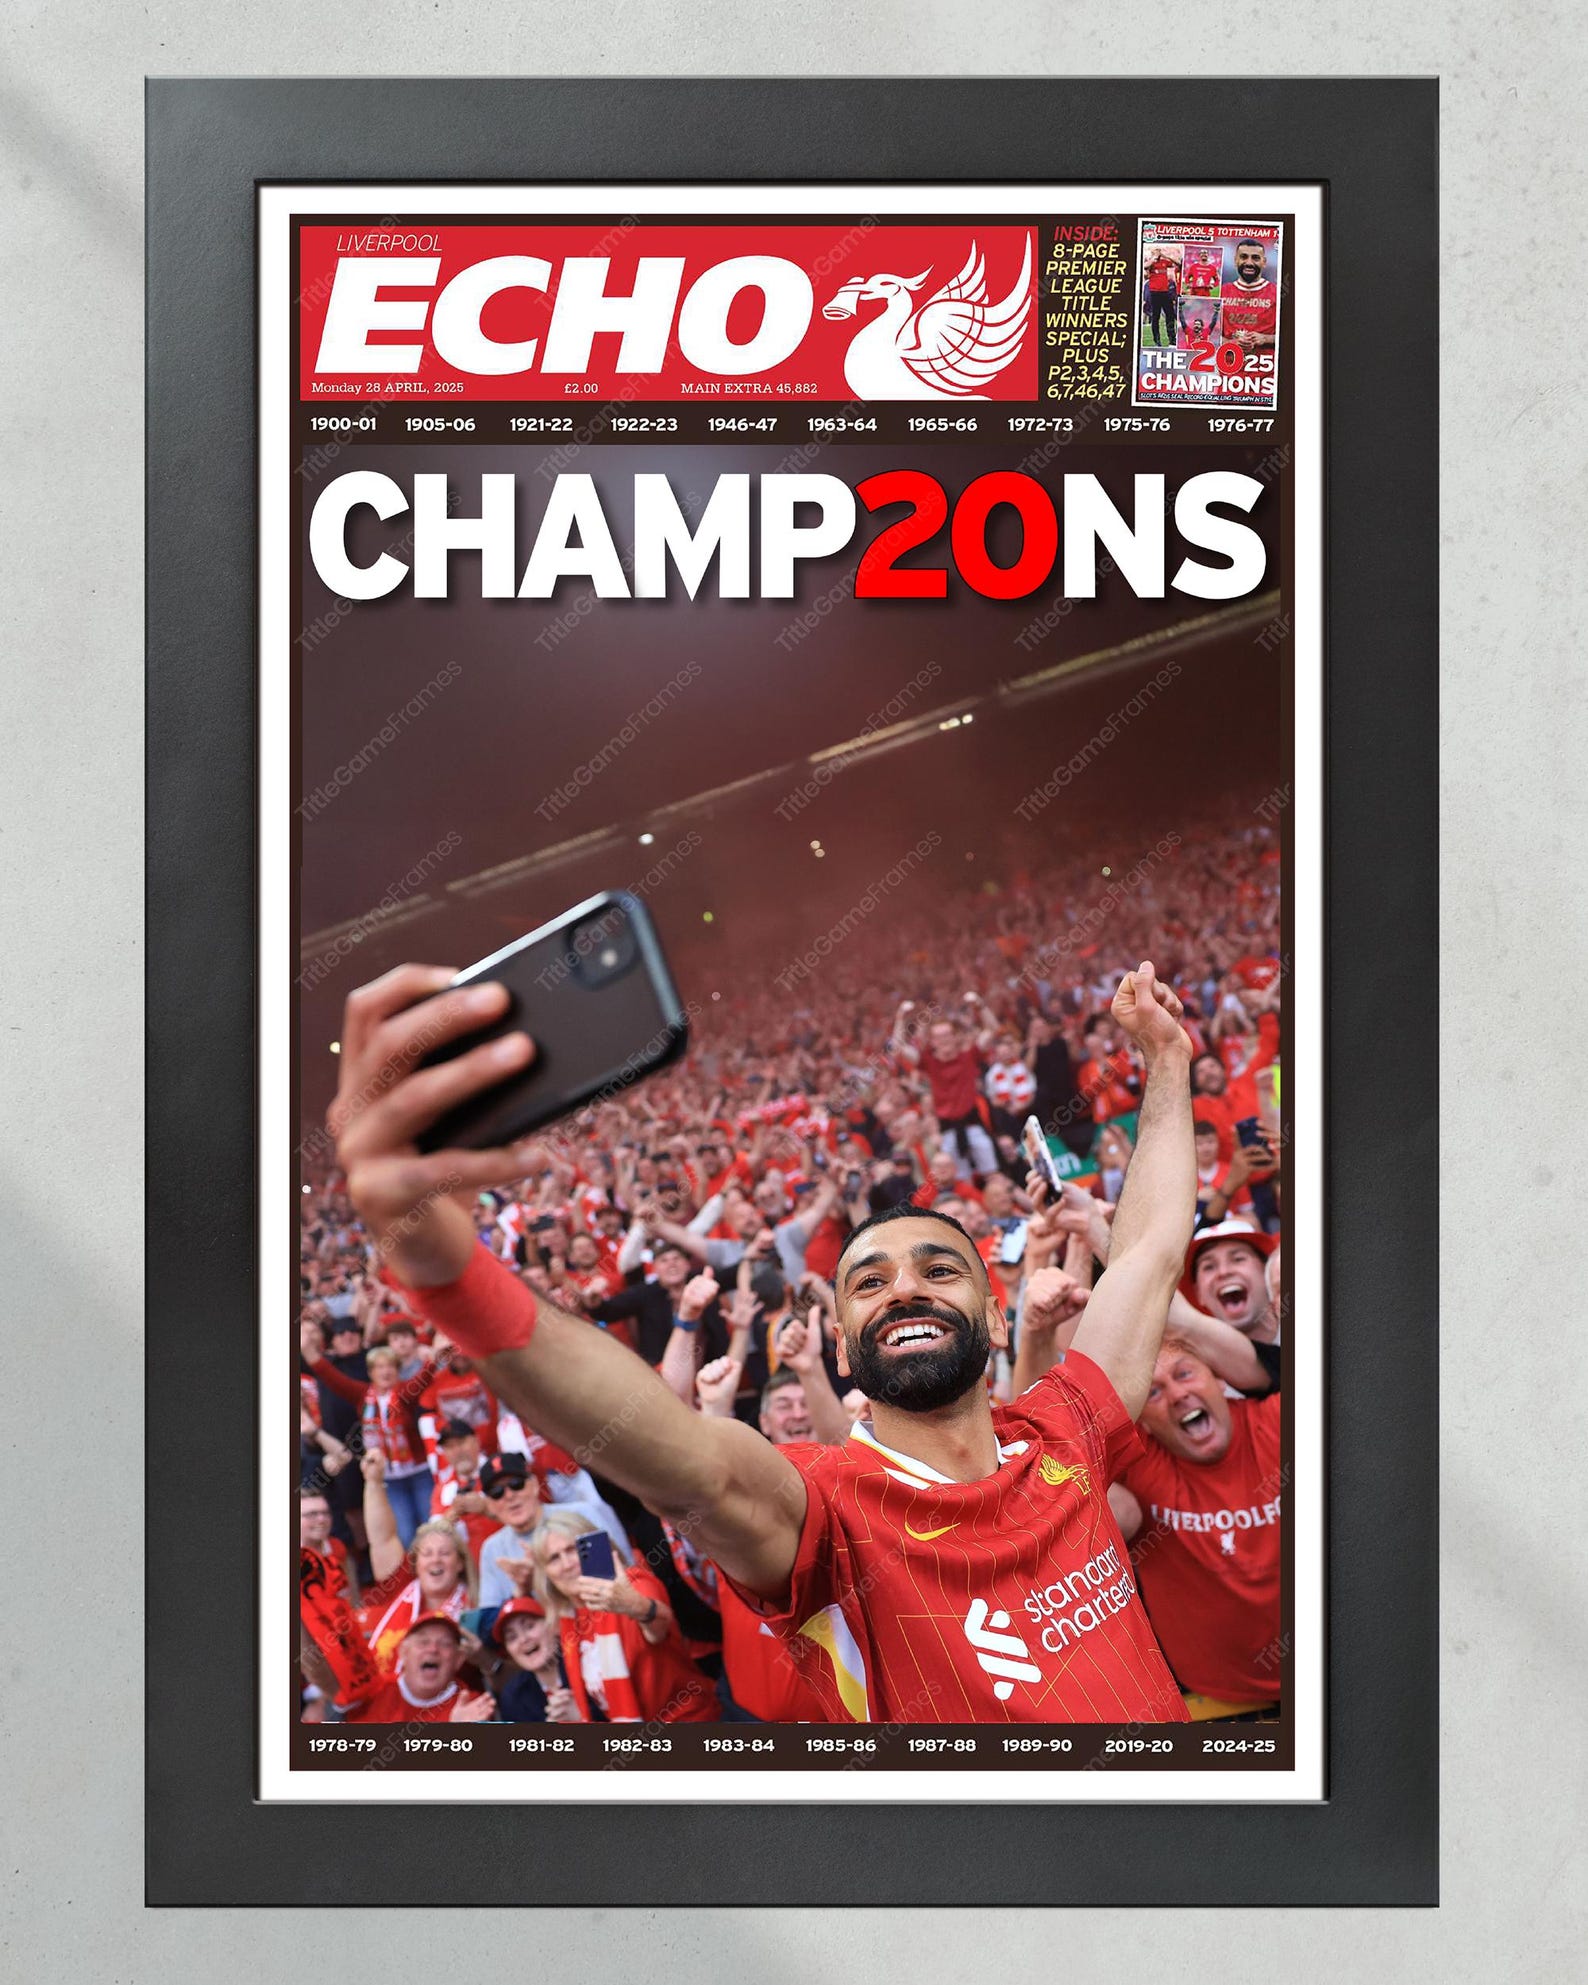 LIVERPOOL
ECHO
Monday 28 APRIL, 2025
£2.00
MAIN EXTRA 45,882
INSIDE:
8-PAGE
PREMIER
LEAGUE
TITLE
WINNERS
SPECIAL;
PLUS
P2,3,4,5,
6,7,46,47
LIVERPOOL 5 TOTTENHAM 1
CHAMPIONS
THE 2025
CHAMPIONS
1900-01 1905-06 1921-22 1922-23 1946-47 1963-64 1965-66 1972-73 1975-76 1976-77
CHAMP20NS
standard
chartered
LIVERPOOLFC
1978-79 1979-80 1981-82 1982-83 1983-84 1985-86 1987-88 1989-90 2019-20 2024-25
TitleGameFrames